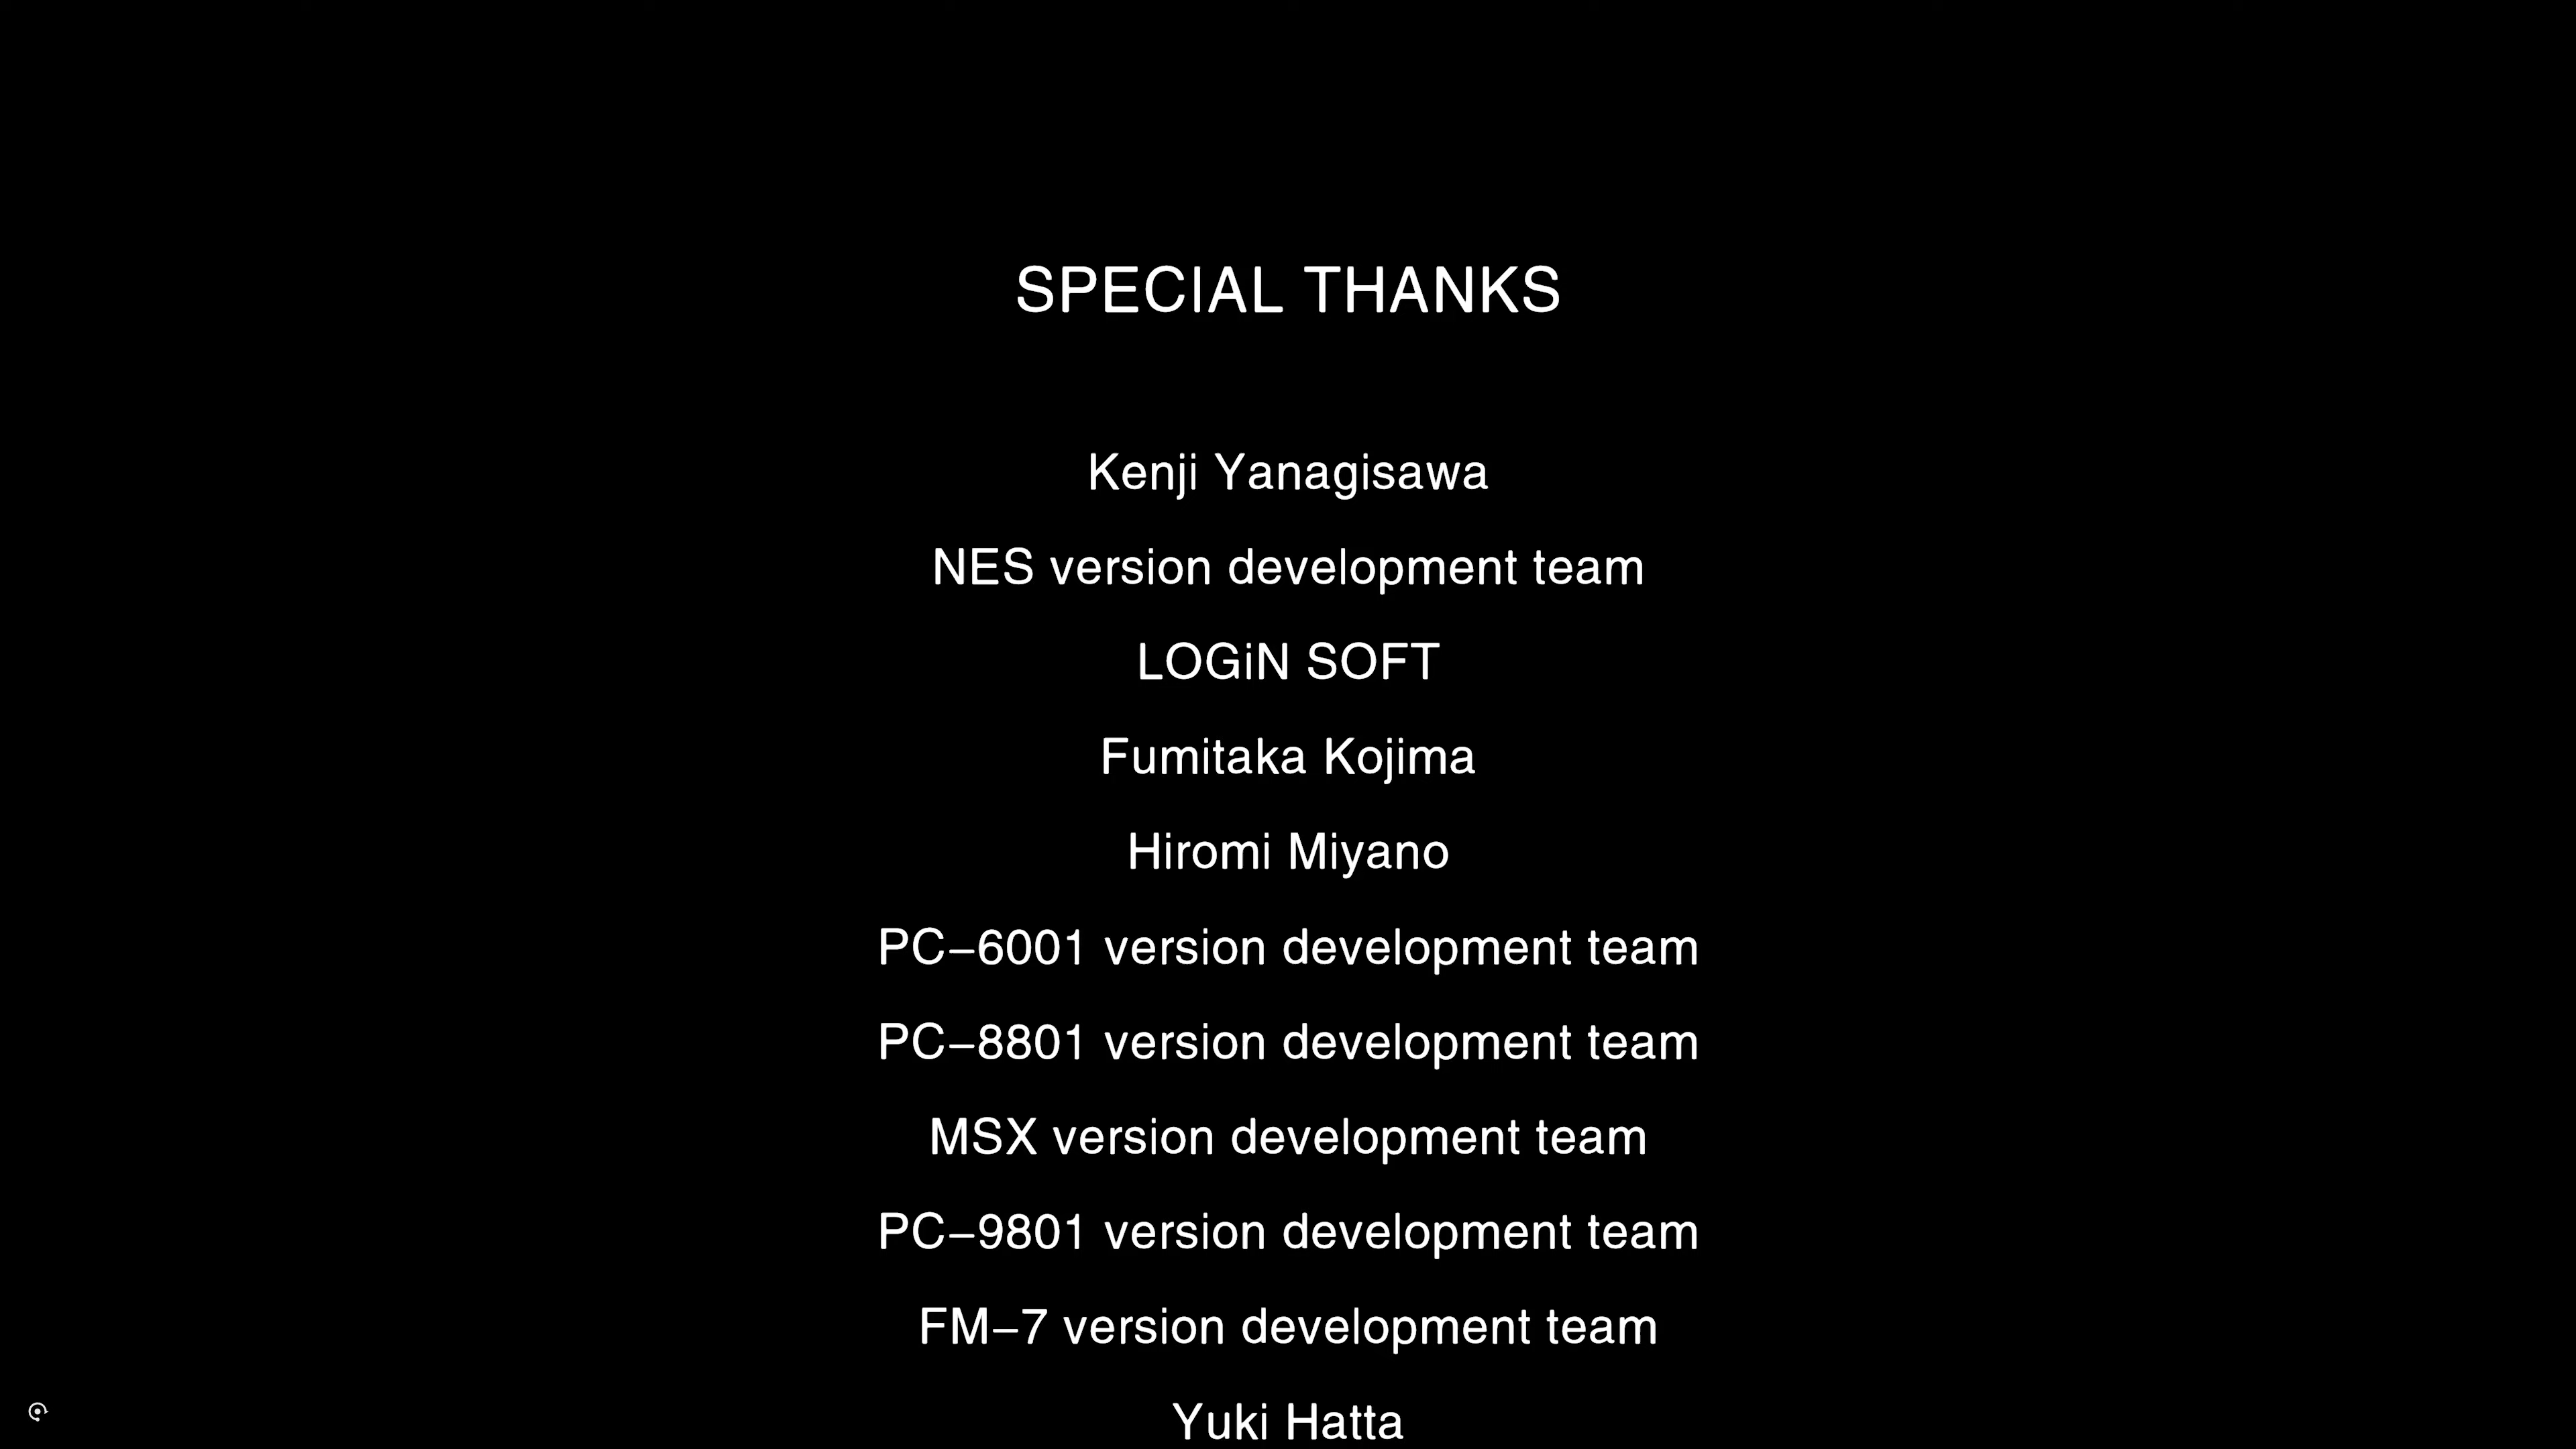 SPECIAL THANKS
Kenji Yanagisawa
NES version development team
LOGiN SOFT
Fumitaka Kojima
Hiromi Miyano
PC-6001 version development team
PC-8801 version development team
MSX version development team
PC-9801 version development team
FM-7 version development team
Yuki Hatta